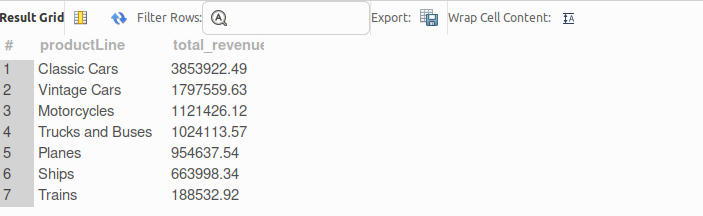 Result Grid Filter Rows: Export: Wrap Cell Content: IA
# productLine total_revenue
1 Classic Cars 3853922.49
2 Vintage Cars 1797559.63
3 Motorcycles 1121426.12
4 Trucks and Buses 1024113.57
5 Planes 954637.54
6 Ships 663998.34
7 Trains 188532.92